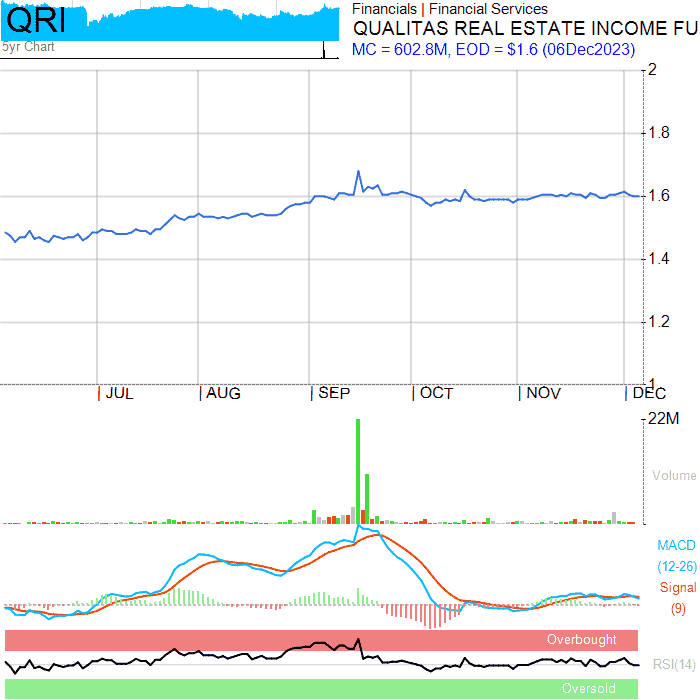 QRI
5yr Chart
Financials | Financial Services
QUALITAS REAL ESTATE INCOME FU
MC = 602.8M, EOD = $1.6 (06Dec2023)
2
1.8
1.6
1.4
1.2
1
| JUL | AUG | SEP | OCT | NOV | DEC
22M
Volume
MACD
(12-26)
Signal
(9)
Overbought
RSI(14)
Oversold